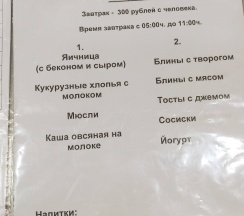 Завтрак - 300 рублей с человека.
Время завтрака с 05:00ч. до 11:00ч.
1.
Яичница
(с беконом и сыром)
Кукурузные хлопья с
молоком
Мюсли
Каша овсяная на
молоке
2.
Блины с творогом
Блины с мясом
Тосты с джемом
Сосиски
Йогурт
Напитки: